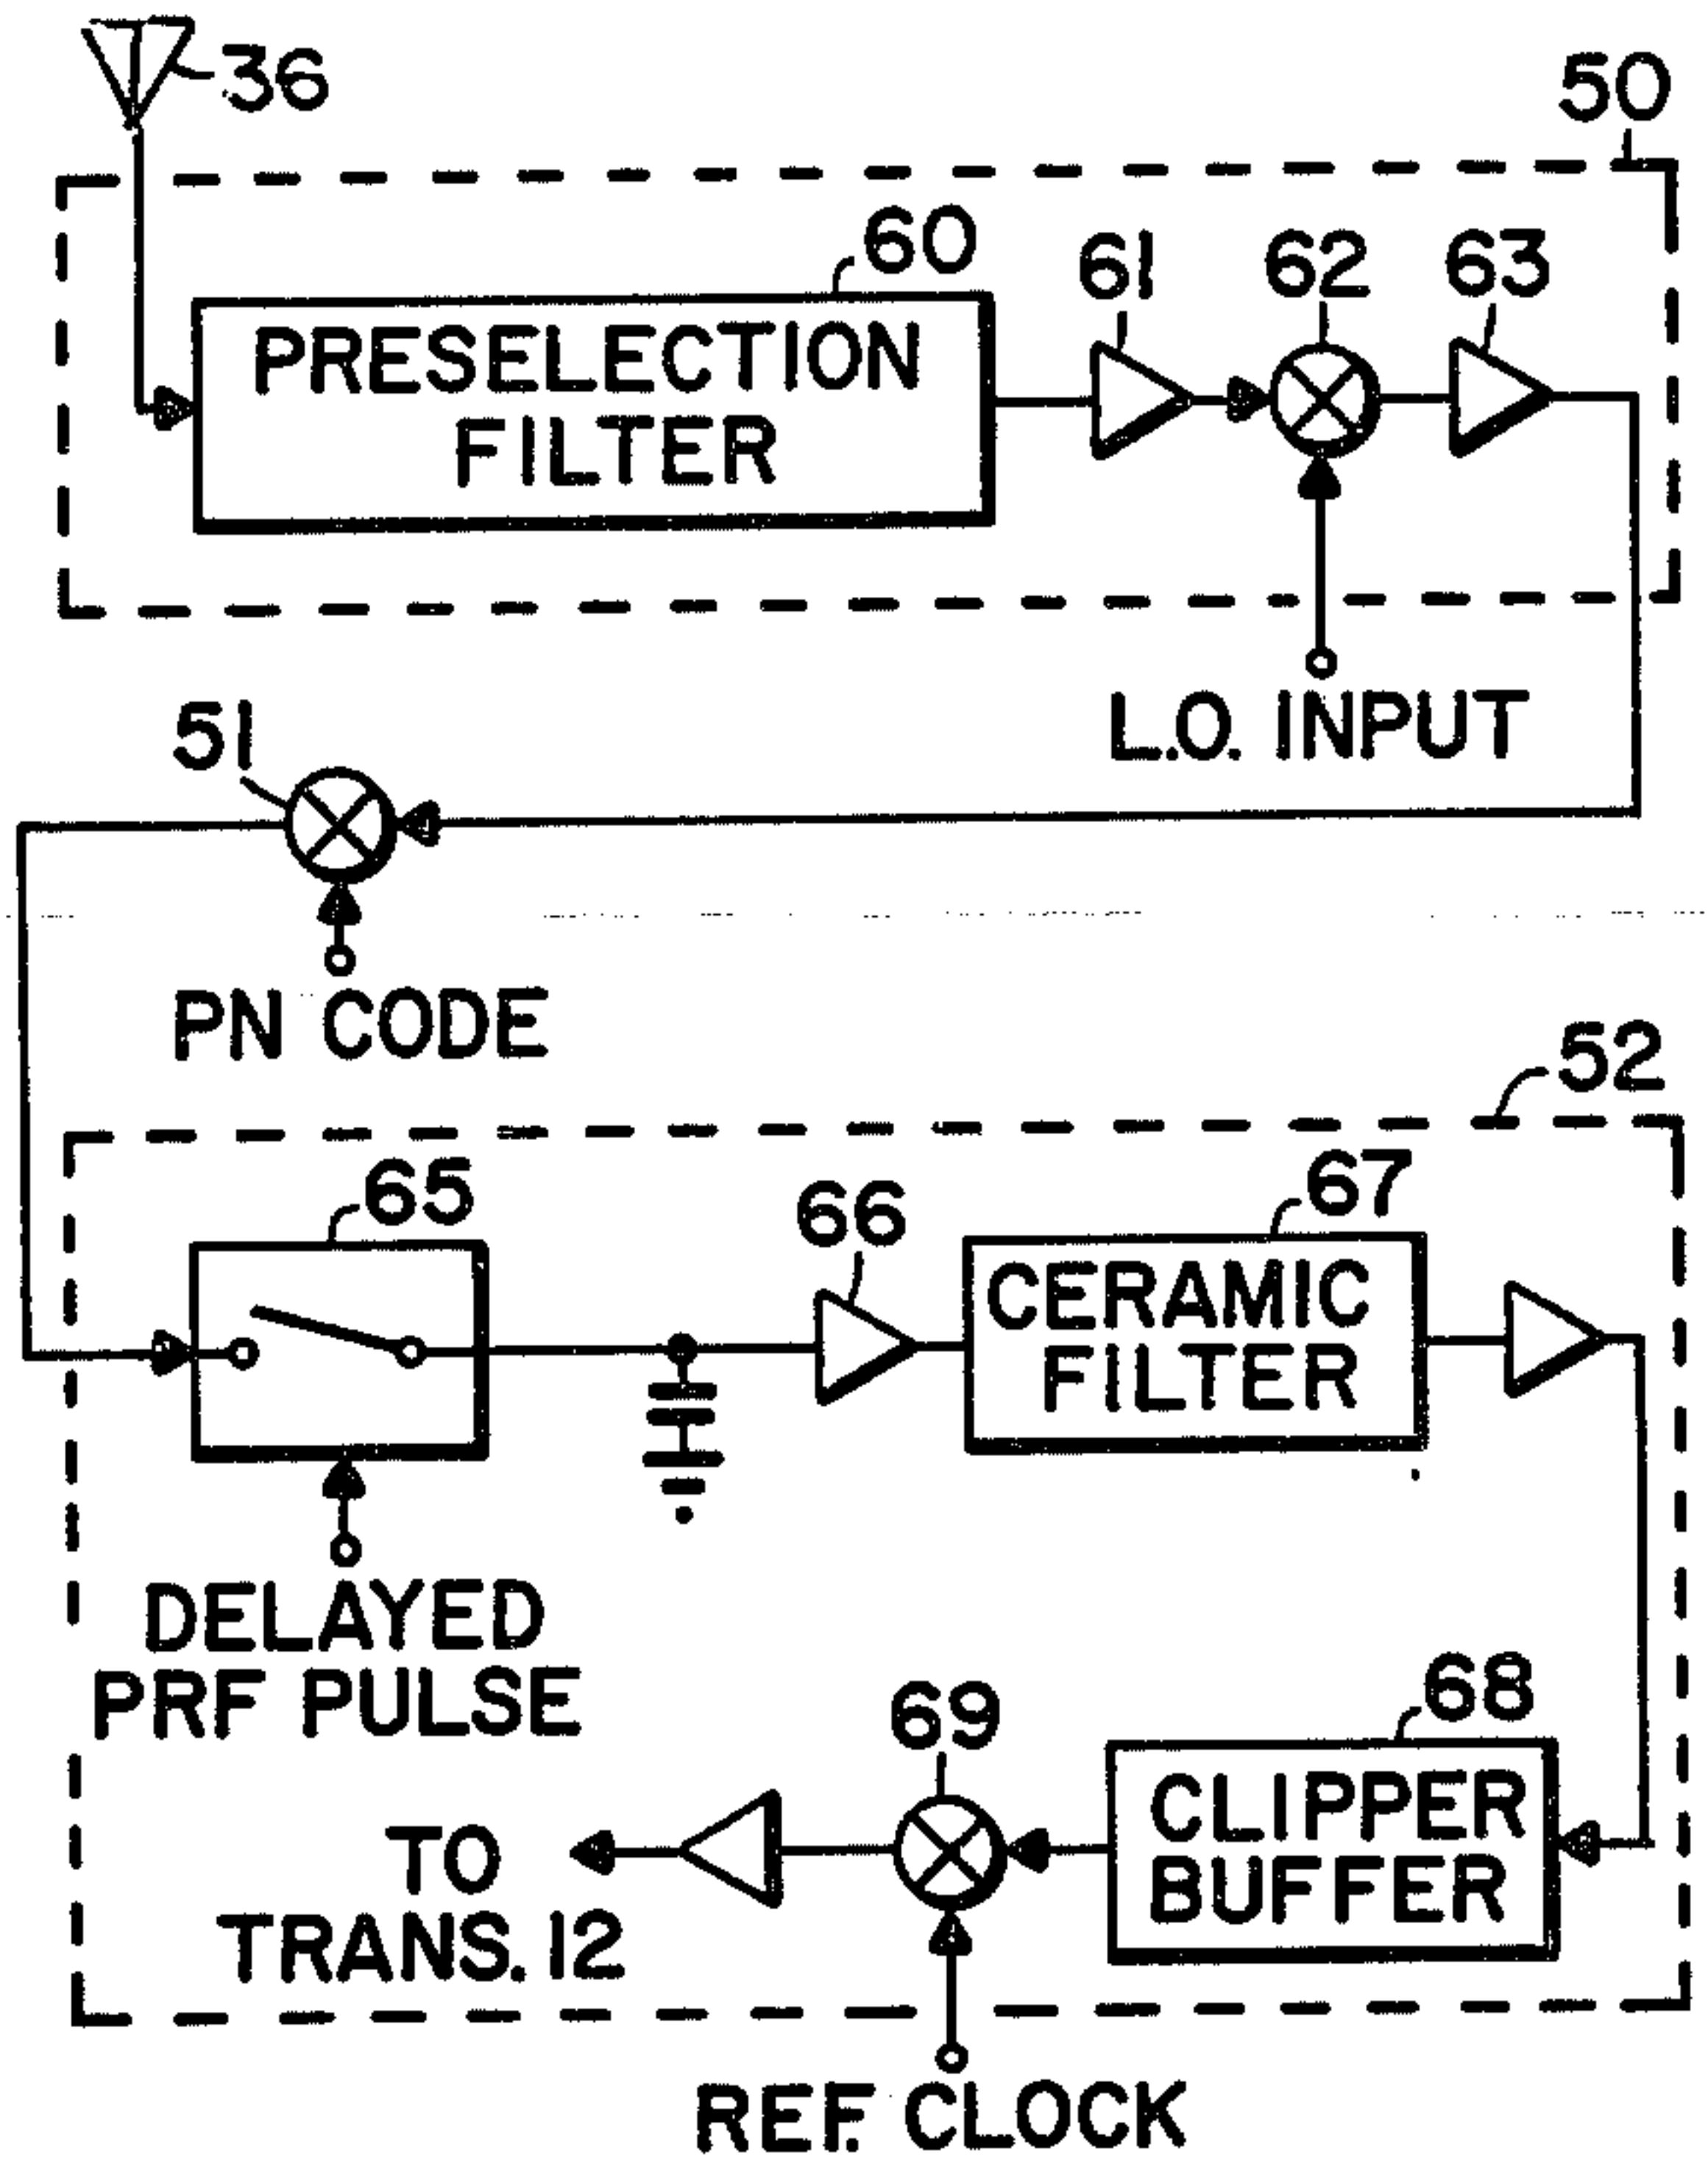 36
50
60
61
62
63
PRESELECTION
FILTER
L.O. INPUT
51
PN CODE
52
65
66
67
CERAMIC
FILTER
DELAYED
PRF PULSE
68
69
CLIPPER
BUFFER
TO
TRANS. 12
REF. CLOCK